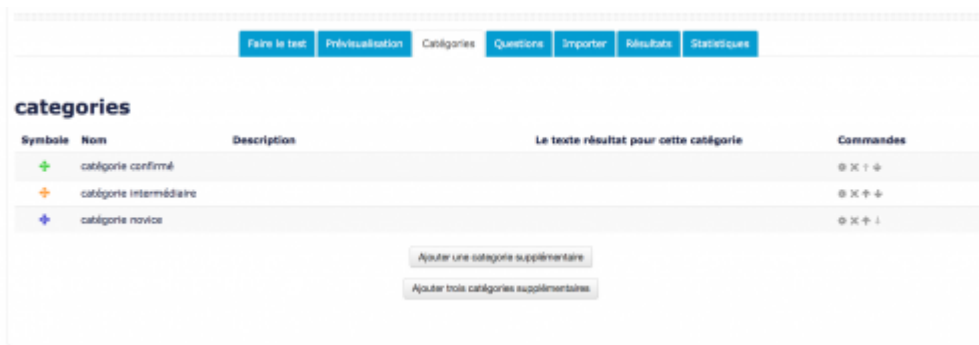 Faire le test Prévisualisation Catégories Questions Importer Résultats Statistiques
categories
Symbole Nom Description Le texte résultat pour cette catégorie Commandes
catégorie confirmé
catégorie intermédiaire
catégorie novice
Ajouter une categorie supplémentaire
Ajouter trois catégories supplémentaires